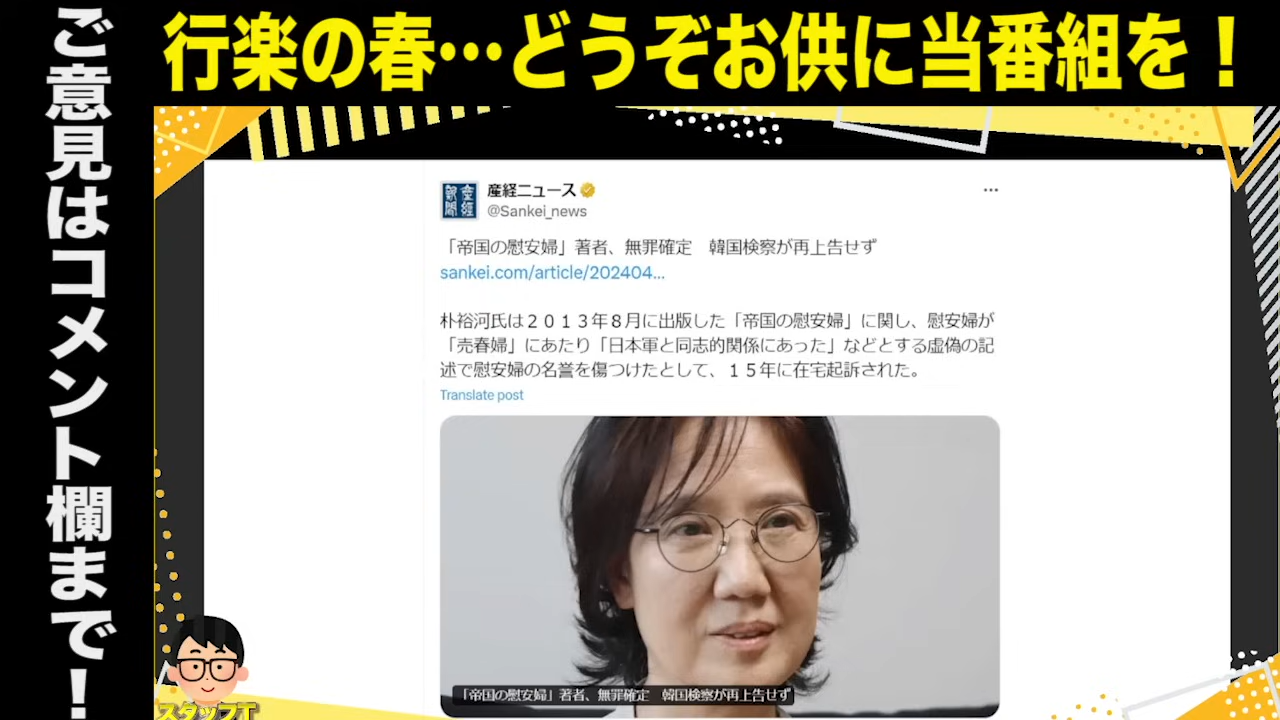 行楽の春…どうぞお供に当番組を！
ご意見はコメント欄まで！
産経ニュース
@Sankei_news
「帝国の慰安婦」著者、無罪確定　韓国検察が再上告せず
sankei.com/article/202404…
朴裕河氏は２０１３年８月に出版した「帝国の慰安婦」に関し、慰安婦が
「売春婦」にあたり「日本軍と同志的関係にあった」などとする虚偽の記
述で慰安婦の名誉を傷つけたとして、１５年に在宅起訴された。
Translate post
「帝国の慰安婦」著者、無罪確定　韓国検察が再上告せず
スタッフT